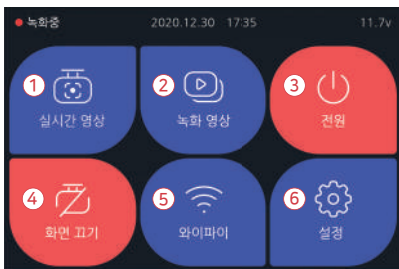 녹화중 2020.12.30 17:35 11.7v
1 2 3
실시간 영상 녹화 영상 전원
4 5 6
화면 끄기 와이파이 설정